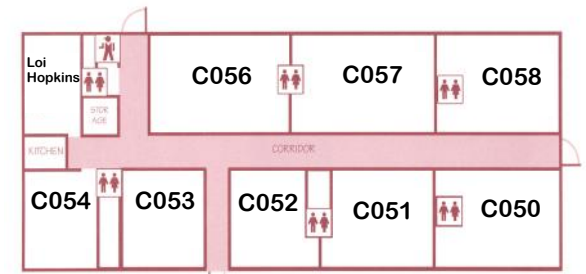 Loi
Hopkins
C056
C057
C058
STOR
AGE
KITCHEN
CORRIDOR
C054
C053
C052
C051
C050